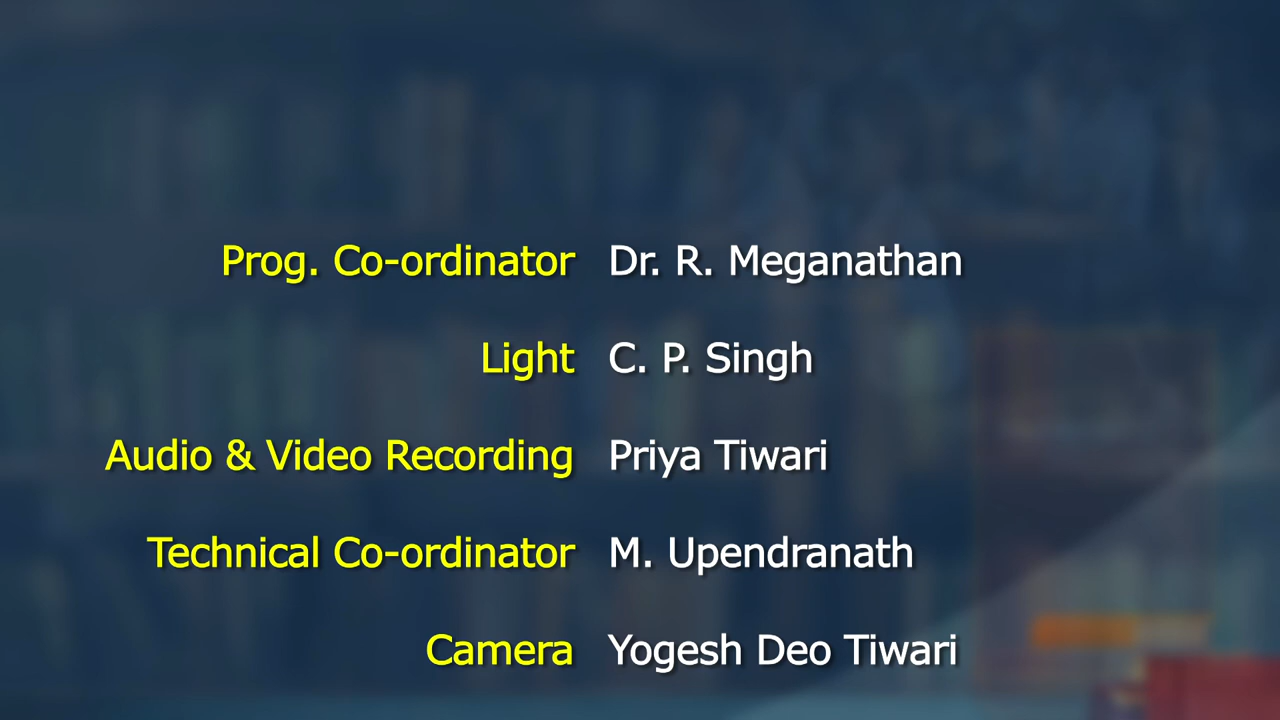 Prog. Co-ordinator Dr. R. Meganathan
Light C. P. Singh
Audio & Video Recording Priya Tiwari
Technical Co-ordinator M. Upendranath
Camera Yogesh Deo Tiwari